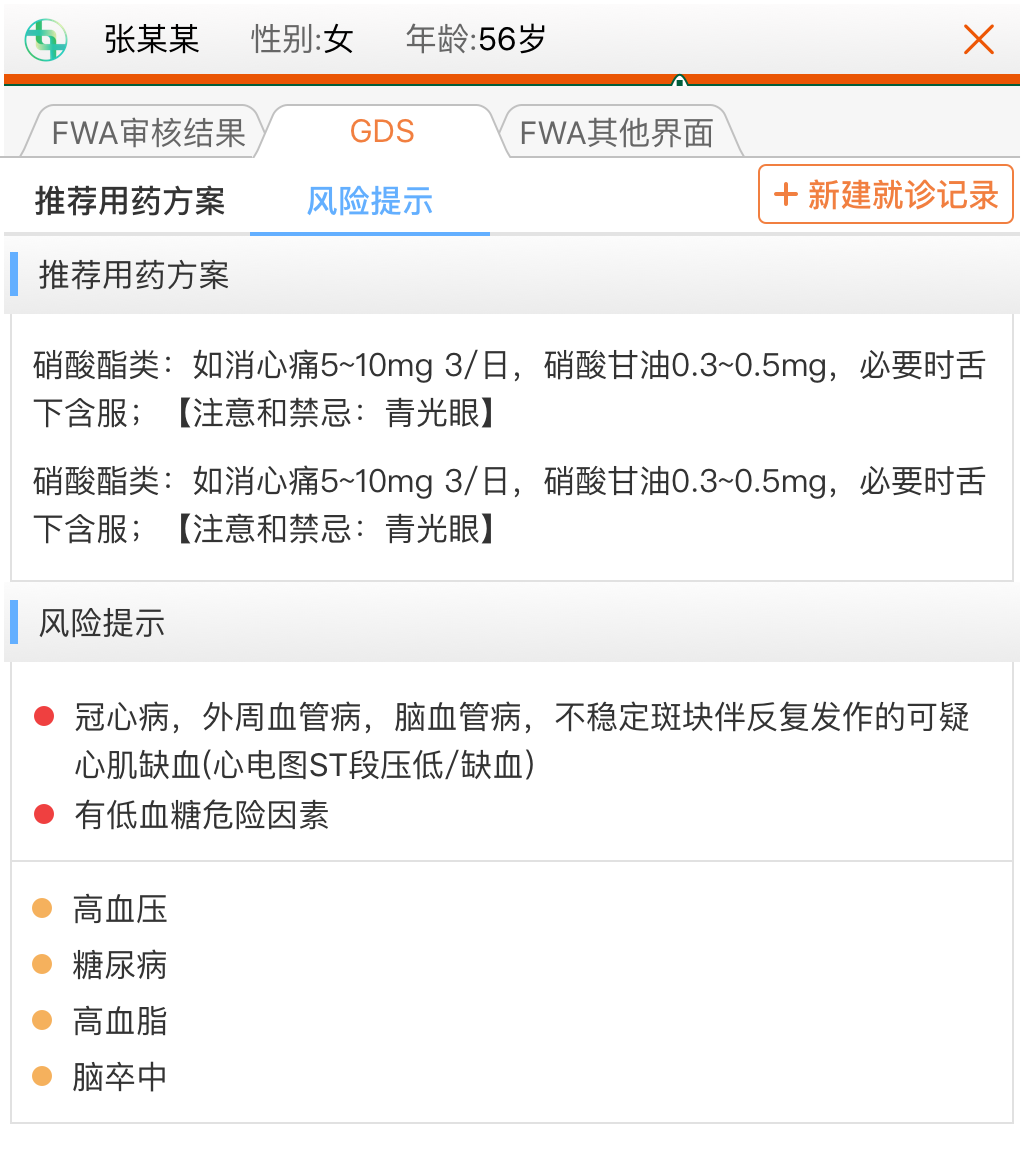 张某某 性别:女 年龄:56岁
FWA审核结果 GDS FWA其他界面
推荐用药方案 风险提示 + 新建就诊记录
推荐用药方案
硝酸酯类：如消心痛5~10mg 3/日，硝酸甘油0.3~0.5mg，必要时舌
下含服；【注意和禁忌：青光眼】
硝酸酯类：如消心痛5~10mg 3/日，硝酸甘油0.3~0.5mg，必要时舌
下含服；【注意和禁忌：青光眼】
风险提示
冠心病，外周血管病，脑血管病，不稳定斑块伴反复发作的可疑
心肌缺血(心电图ST段压低/缺血)
有低血糖危险因素
高血压
糖尿病
高血脂
脑卒中